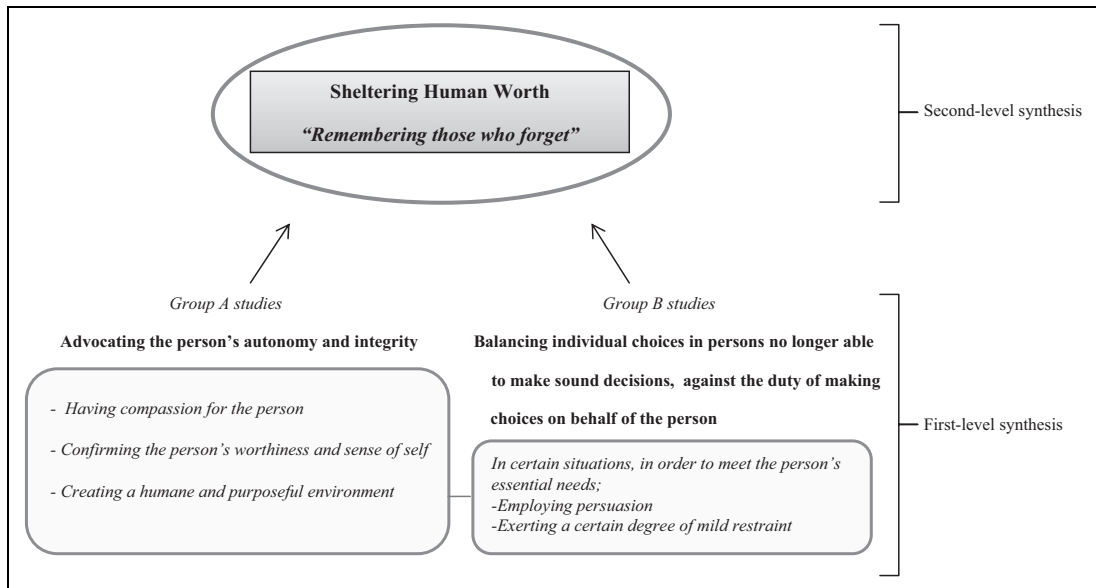 Sheltering Human Worth
“Remembering those who forget”
Second-level synthesis
Group A studies
Advocating the person’s autonomy and integrity
- Having compassion for the person
- Confirming the person’s worthiness and sense of self
- Creating a humane and purposeful environment
Group B studies
Balancing individual choices in persons no longer able
to make sound decisions, against the duty of making
choices on behalf of the person
In certain situations, in order to meet the person’s
essential needs;
-Employing persuasion
-Exerting a certain degree of mild restraint
First-level synthesis